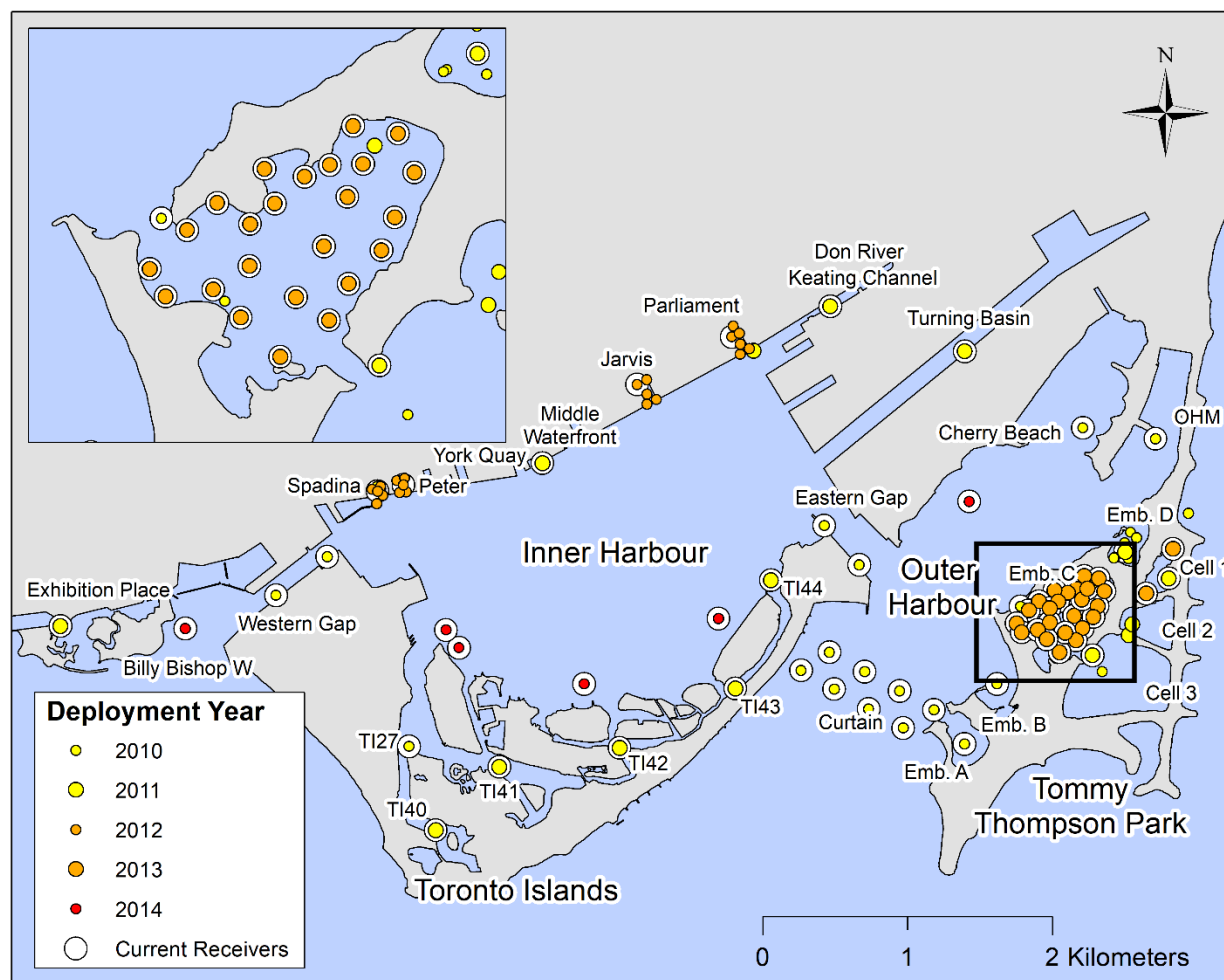 N
Don River
Keating Channel
Parliament
Turning Basin
Jarvis
Middle
Waterfront
Cherry Beach
OHM
York Quay
Spadina
Peter
Eastern Gap
Emb. D
Inner Harbour
Outer
Harbour
Emb. C
Cell 1
Exhibition Place
TI44
Western Gap
Cell 2
Billy Bishop W
Cell 3
TI43
Curtain
Emb. B
Deployment Year
TI27
TI42
Emb. A
2010
TI41
2011
TI40
Tommy
Thompson Park
2012
2013
Toronto Islands
2014
Current Receivers
0 1 2 Kilometers